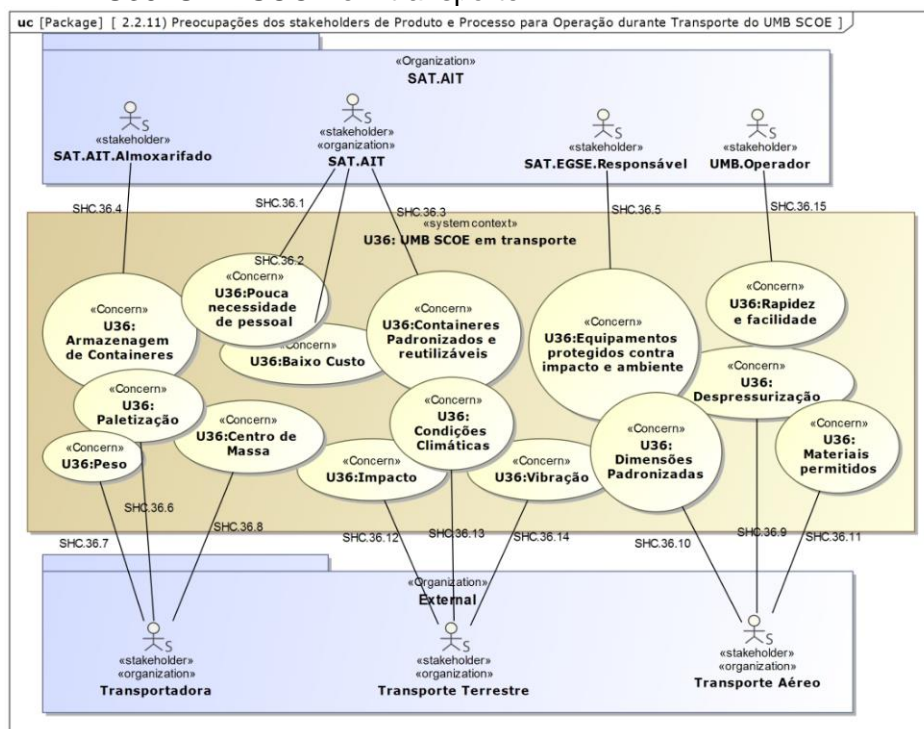 uc [Package] [ 2.2.11) Preocupações dos stakeholders de Produto e Processo para Operação durante Transporte do UMB SCOE ]
«Organization»
SAT.AIT
«stakeholder»
SAT.AIT.Almoxarifado
«stakeholder»
«organization»
SAT.AIT
«stakeholder»
SAT.EGSE.Responsável
«stakeholder»
UMB.Operador
SHC.36.4
SHC.36.1
SHC.36.2
SHC.36.3
SHC.36.5
SHC.36.15
«system context»
U36: UMB SCOE em transporte
«Concern»
U36:
Armazenagem
de Containeres
«Concern»
U36:Pouca
necessidade
de pessoal
«Concern»
U36:Baixo Custo
«Concern»
U36:Containeres
Padronizados e
reutilizáveis
«Concern»
U36:Equipamentos
protegidos contra
impacto e ambiente
«Concern»
U36:Rapidez
e facilidade
«Concern»
U36:
Despressurização
«Concern»
U36:
Paletização
«Concern»
U36:Peso
«Concern»
U36:Centro de
Massa
«Concern»
U36:Impacto
«Concern»
U36:
Condições
Climáticas
«Concern»
U36:Vibração
«Concern»
U36:
Dimensões
Padronizadas
«Concern»
U36:
Materiais
permitidos
SHC.36.7
SHC.36.6
SHC.36.8
SHC.36.12
SHC.36.13
SHC.36.14
SHC.36.10
SHC.36.9
SHC.36.11
«Organization»
External
«stakeholder»
«organization»
Transportadora
«stakeholder»
«organization»
Transporte Terrestre
«stakeholder»
«organization»
Transporte Aéreo